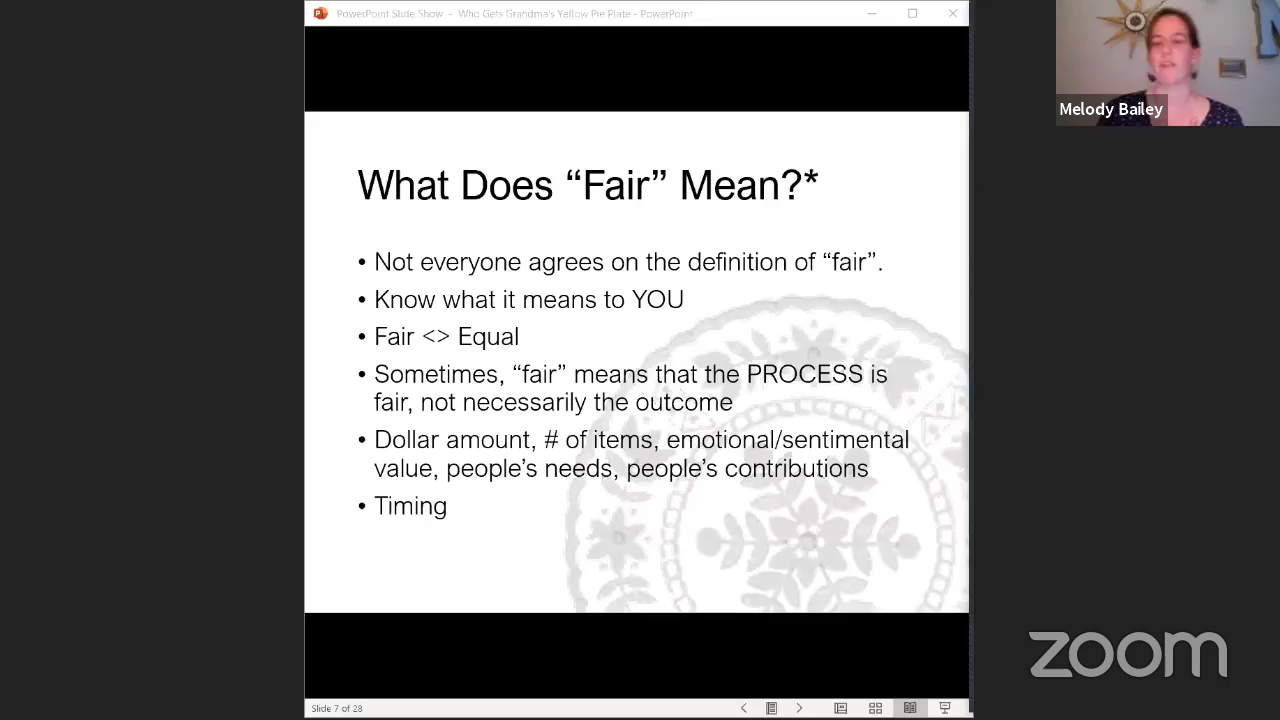 PowerPoint Slide Show - Who Gets Grandma's Yellow Pie Plate - PowerPoint
Melody Bailey
What Does “Fair” Mean?*
• Not everyone agrees on the definition of “fair”.
• Know what it means to YOU
• Fair <> Equal
• Sometimes, “fair” means that the PROCESS is
fair, not necessarily the outcome
• Dollar amount, # of items, emotional/sentimental
value, people’s needs, people’s contributions
• Timing
zoom
Slide 7 of 28